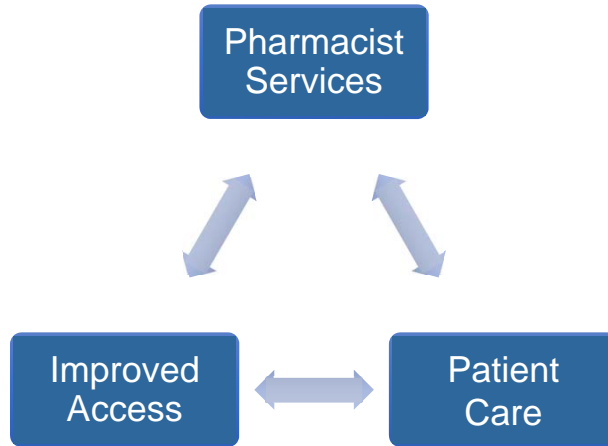 Pharmacist
Services
Improved
Access
Patient
Care